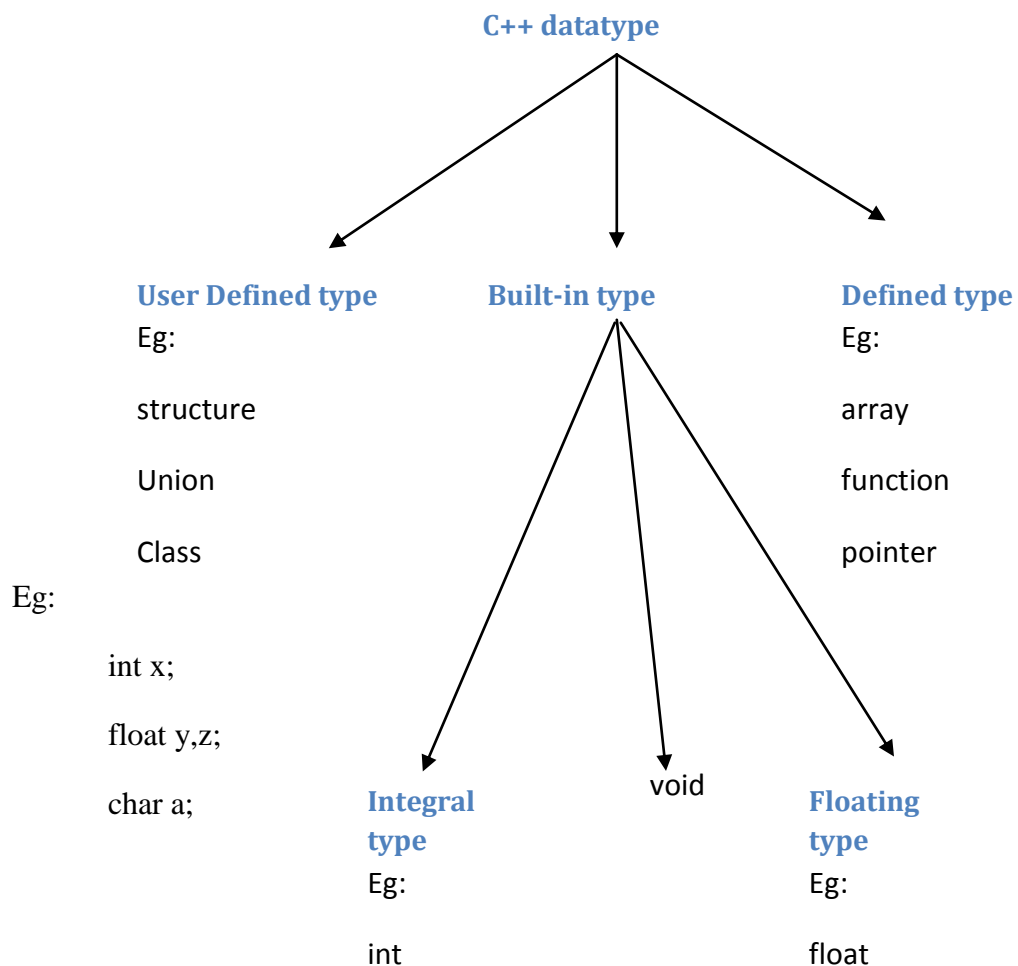 C++ datatype
User Defined type
Eg:
structure
Union
Class
Built-in type
Defined type
Eg:
array
function
pointer
Eg:
int x;
float y,z;
char a;
Integral
type
Eg:
int
void
Floating
type
Eg:
float